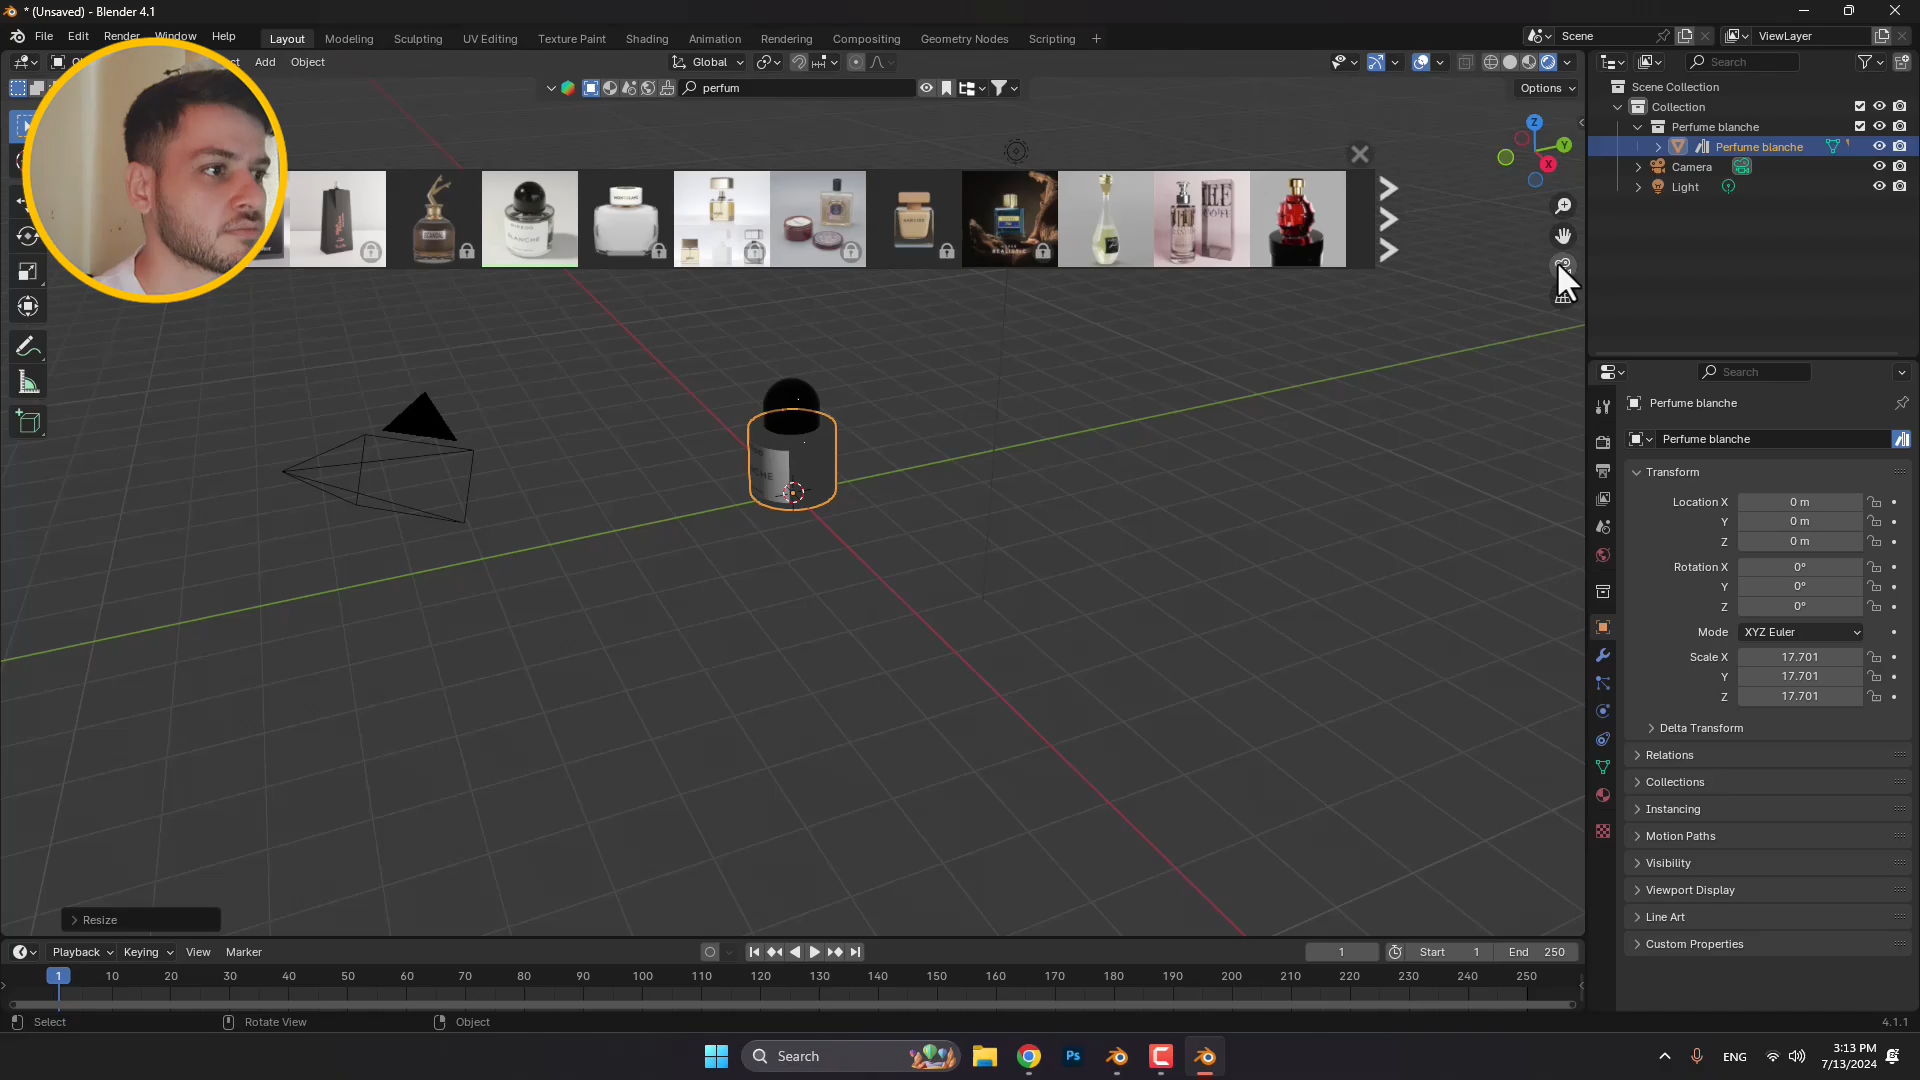 * (Unsaved) - Blender 4.1
File Edit Render Window Help
Layout Modeling Sculpting UV Editing Texture Paint Shading Animation Rendering Compositing Geometry Nodes Scripting
Scene
ViewLayer
Add Object
Global
Search
perfum
Options
Scene Collection
Collection
Perfume blanche
Perfume blanche
Camera
Light
Z
Y
X
MONTBLANC
BLANCHE
NARCISO
Search
Perfume blanche
Perfume blanche
Transform
Location X 0 m
Y 0 m
Z 0 m
Rotation X 0°
Y 0°
Z 0°
Mode XYZ Euler
Scale X 17.701
Y 17.701
Z 17.701
Delta Transform
Relations
Collections
Instancing
Motion Paths
Visibility
Viewport Display
Line Art
Custom Properties
Resize
Playback Keying View Marker
1
Start 1
End 250
1 10 20 30 40 50 60 70 80 90 100 110 120 130 140 150 160 170 180 190 200 210 220 230 240 250
Select
Rotate View
Object
4.1.1
Search
Ps
ENG
3:13 PM
7/13/2024